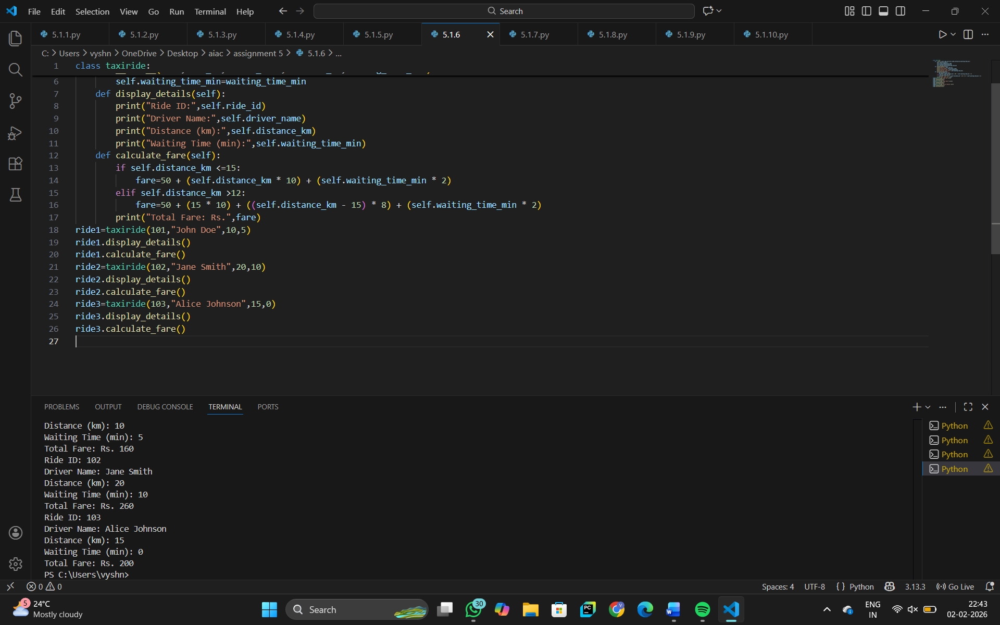 File Edit Selection View Go Run Terminal Help Search
5.1.1.py 5.1.2.py 5.1.3.py 5.1.4.py 5.1.5.py 5.1.6 5.1.7.py 5.1.8.py 5.1.9.py 5.1.10.py
C: > Users > vyshn > OneDrive > Desktop > aiac > assignment 5 > 5.1.6 > ...
1 class taxiride:
6 self.waiting_time_min=waiting_time_min
7 def display_details(self):
8 print("Ride ID:",self.ride_id)
9 print("Driver Name:",self.driver_name)
10 print("Distance (km):",self.distance_km)
11 print("Waiting Time (min):",self.waiting_time_min)
12 def calculate_fare(self):
13 if self.distance_km <=15:
14 fare=50 + (self.distance_km * 10) + (self.waiting_time_min * 2)
15 elif self.distance_km >12:
16 fare=50 + (15 * 10) + ((self.distance_km - 15) * 8) + (self.waiting_time_min * 2)
17 print("Total Fare: Rs.",fare)
18 ride1=taxiride(101,"John Doe",10,5)
19 ride1.display_details()
20 ride1.calculate_fare()
21 ride2=taxiride(102,"Jane Smith",20,10)
22 ride2.display_details()
23 ride2.calculate_fare()
24 ride3=taxiride(103,"Alice Johnson",15,0)
25 ride3.display_details()
26 ride3.calculate_fare()
27
PROBLEMS OUTPUT DEBUG CONSOLE TERMINAL PORTS
Distance (km): 10
Waiting Time (min): 5
Total Fare: Rs. 160
Ride ID: 102
Driver Name: Jane Smith
Distance (km): 20
Waiting Time (min): 10
Total Fare: Rs. 260
Ride ID: 103
Driver Name: Alice Johnson
Distance (km): 15
Waiting Time (min): 0
Total Fare: Rs. 200
PS C:\Users\vyshn>
Python
Python
Python
Python
0 0 Spaces: 4 UTF-8 { } Python 3.13.3 Go Live
5 24°C
Mostly cloudy
Search
30
ENG
IN
22:43
02-02-2026